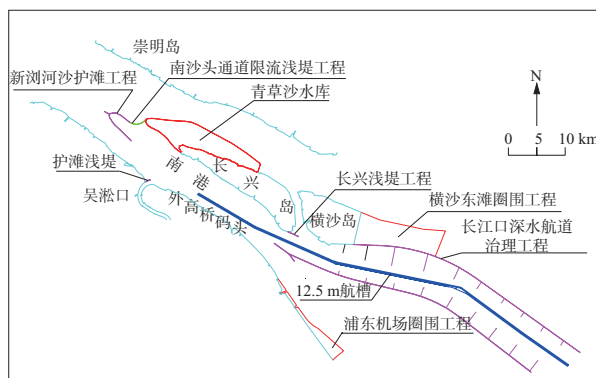 崇明岛
新浏河沙护滩工程
南沙头通道限流浅堤工程
青草沙水库
N
0 5 10 km
护滩浅堤
吴淞口
南港
长兴岛
外高桥码头
长兴浅堤工程
横沙岛
横沙东滩圈围工程
长江口深水航道
治理工程
12.5 m航槽
浦东机场圈围工程